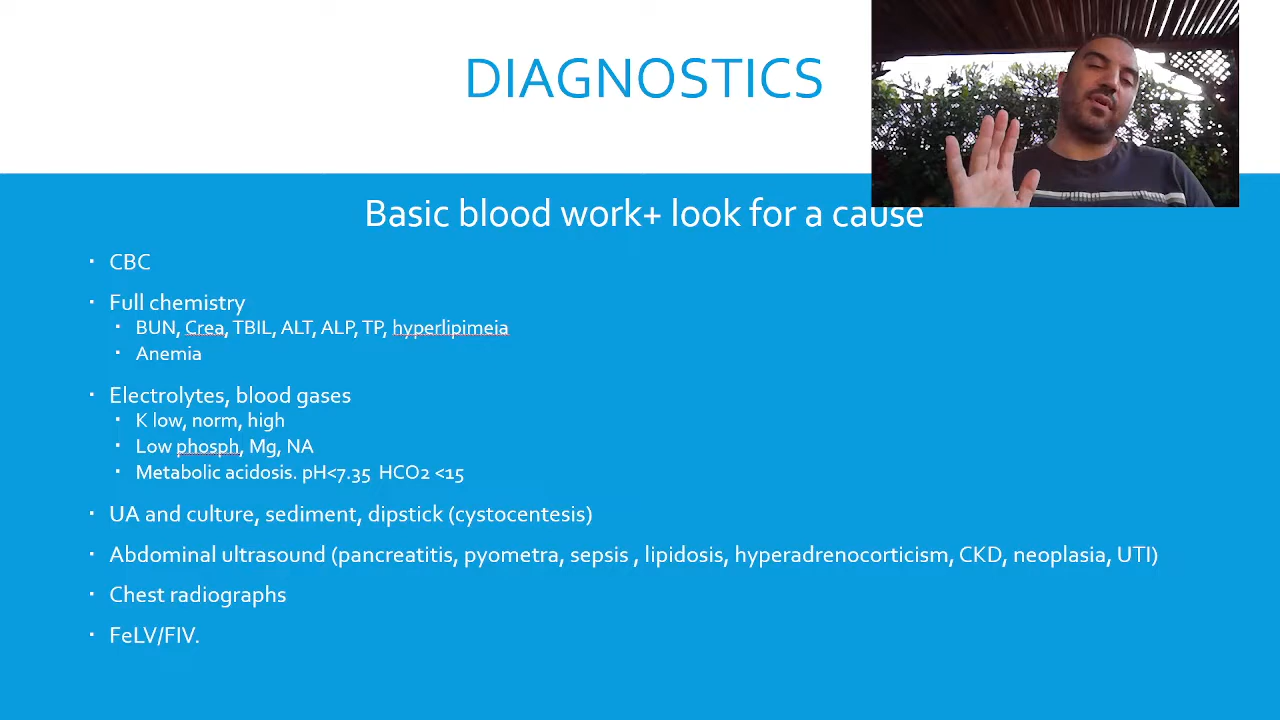 DIAGNOSTICS
Basic blood work+ look for a cause
CBC
Full chemistry
BUN, Crea, TBIL, ALT, ALP, TP, hyperlipimeia
Anemia
Electrolytes, blood gases
K low, norm, high
Low phosph, Mg, NA
Metabolic acidosis. pH<7.35 HCO2 <15
UA and culture, sediment, dipstick (cystocentesis)
Abdominal ultrasound (pancreatitis, pyometra, sepsis , lipidosis, hyperadrenocorticism, CKD, neoplasia, UTI)
Chest radiographs
FeLV/FIV.